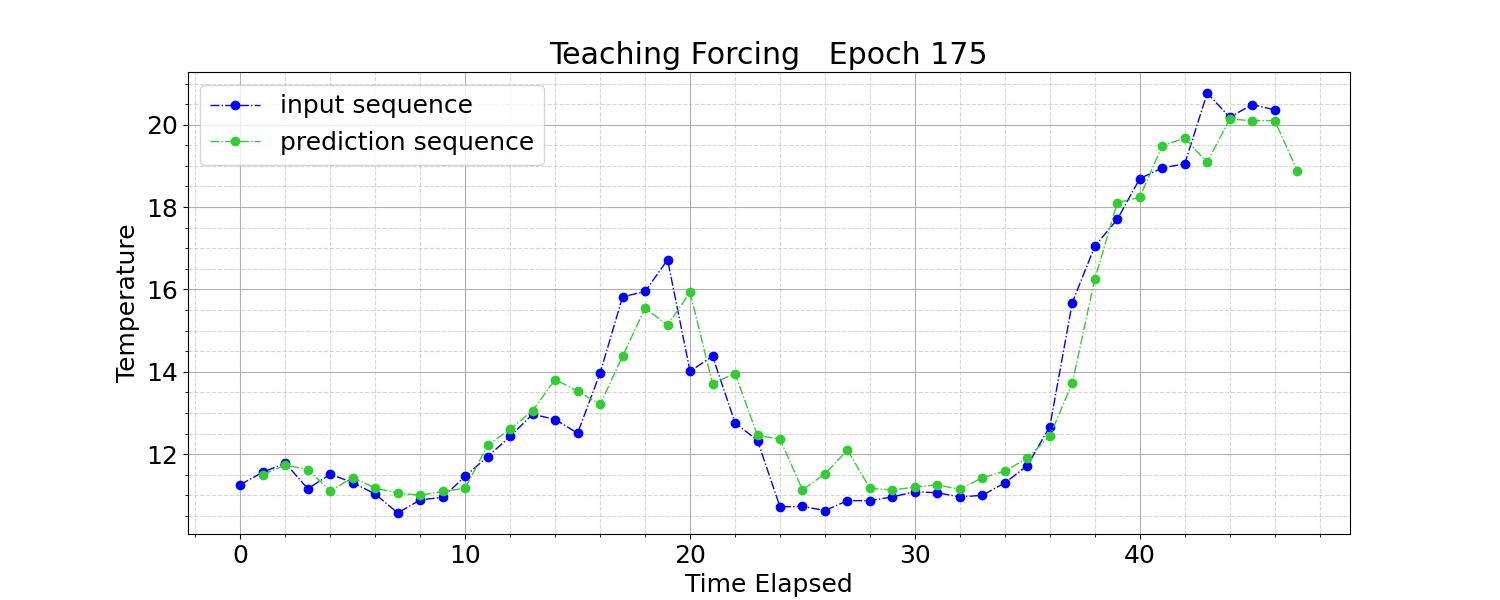 Teaching Forcing   Epoch 175
input sequence
prediction sequence
Temperature
20
18
16
14
12
0 10 20 30 40
Time Elapsed